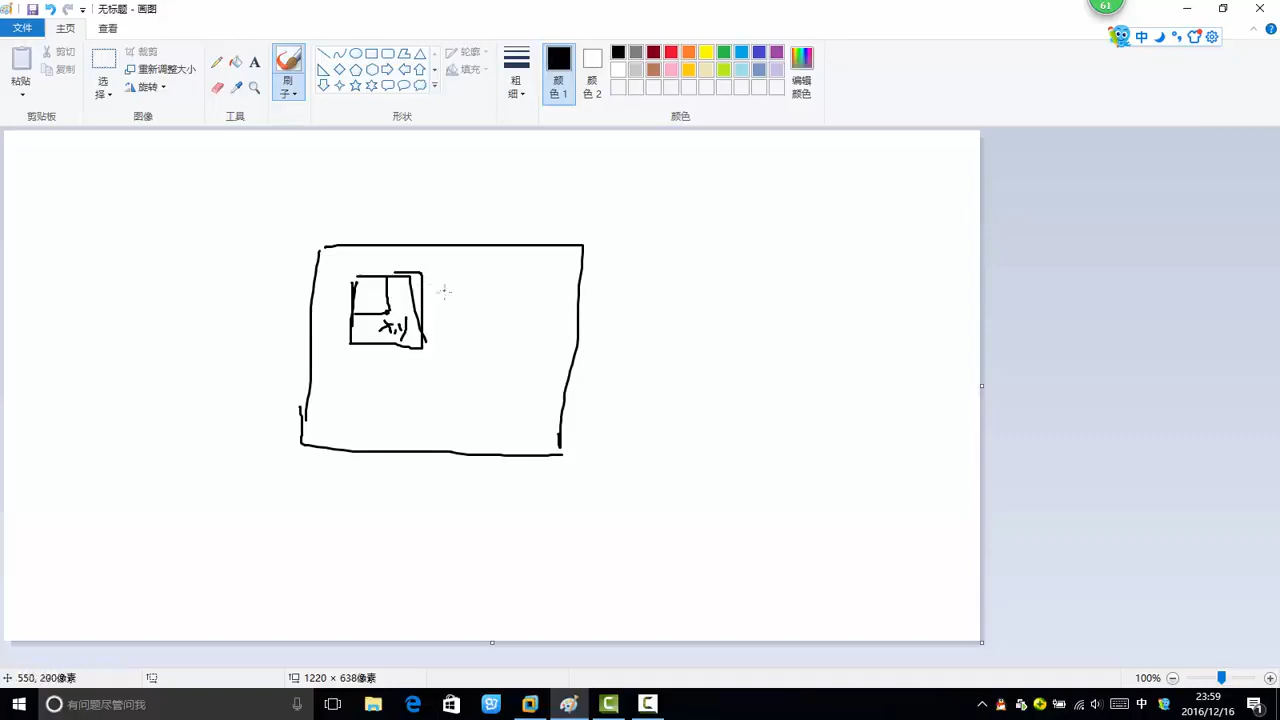 61
无标题 - 画图
文件 主页 查看
粘贴
剪切
复制
剪贴板
选择
裁剪
重新调整大小
旋转
图像
A
工具
刷子
轮廓
填充
形状
粗细
颜色 1
颜色 2
编辑颜色
颜色
中
x,y
550, 290像素
1220 × 638像素
100%
有问题尽管问我
中
23:59
2016/12/16
1